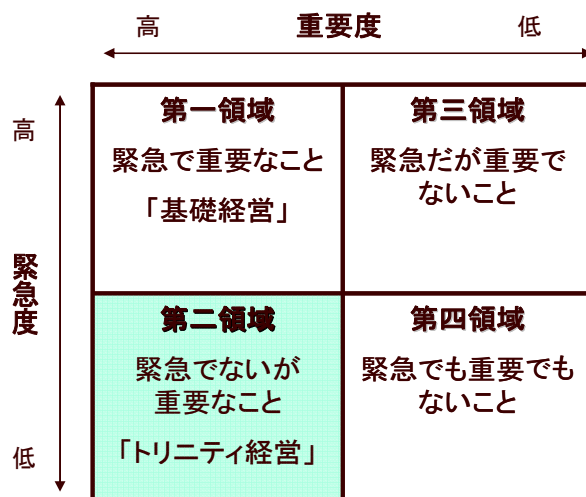 高 重要度 低
高
緊急度
低
第一領域
緊急で重要なこと
「基礎経営」
第三領域
緊急だが重要で
ないこと
第二領域
緊急でないが
重要なこと
「トリニティ経営」
第四領域
緊急でも重要でも
ないこと